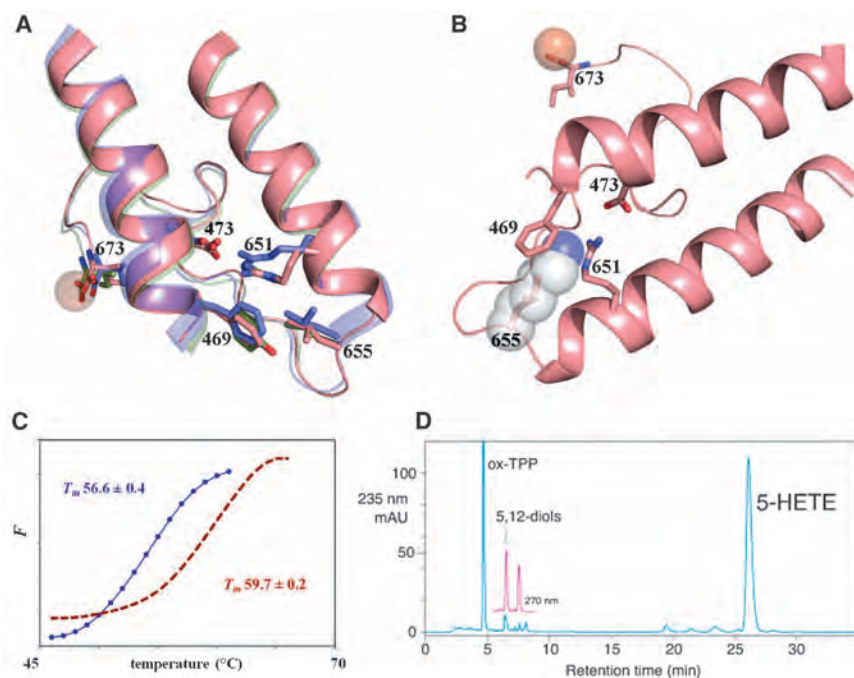 A
673
473
651
469
655
B
673
473
469
651
655
C
Tm 56.6 ± 0.4
F
Tm 59.7 ± 0.2
45
temperature (°C)
70
D
100
235 nm
mAU
50
0
ox-TPP
5,12-diols
270 nm
5-HETE
0
5
10
15
20
25
30
Retention time (min)